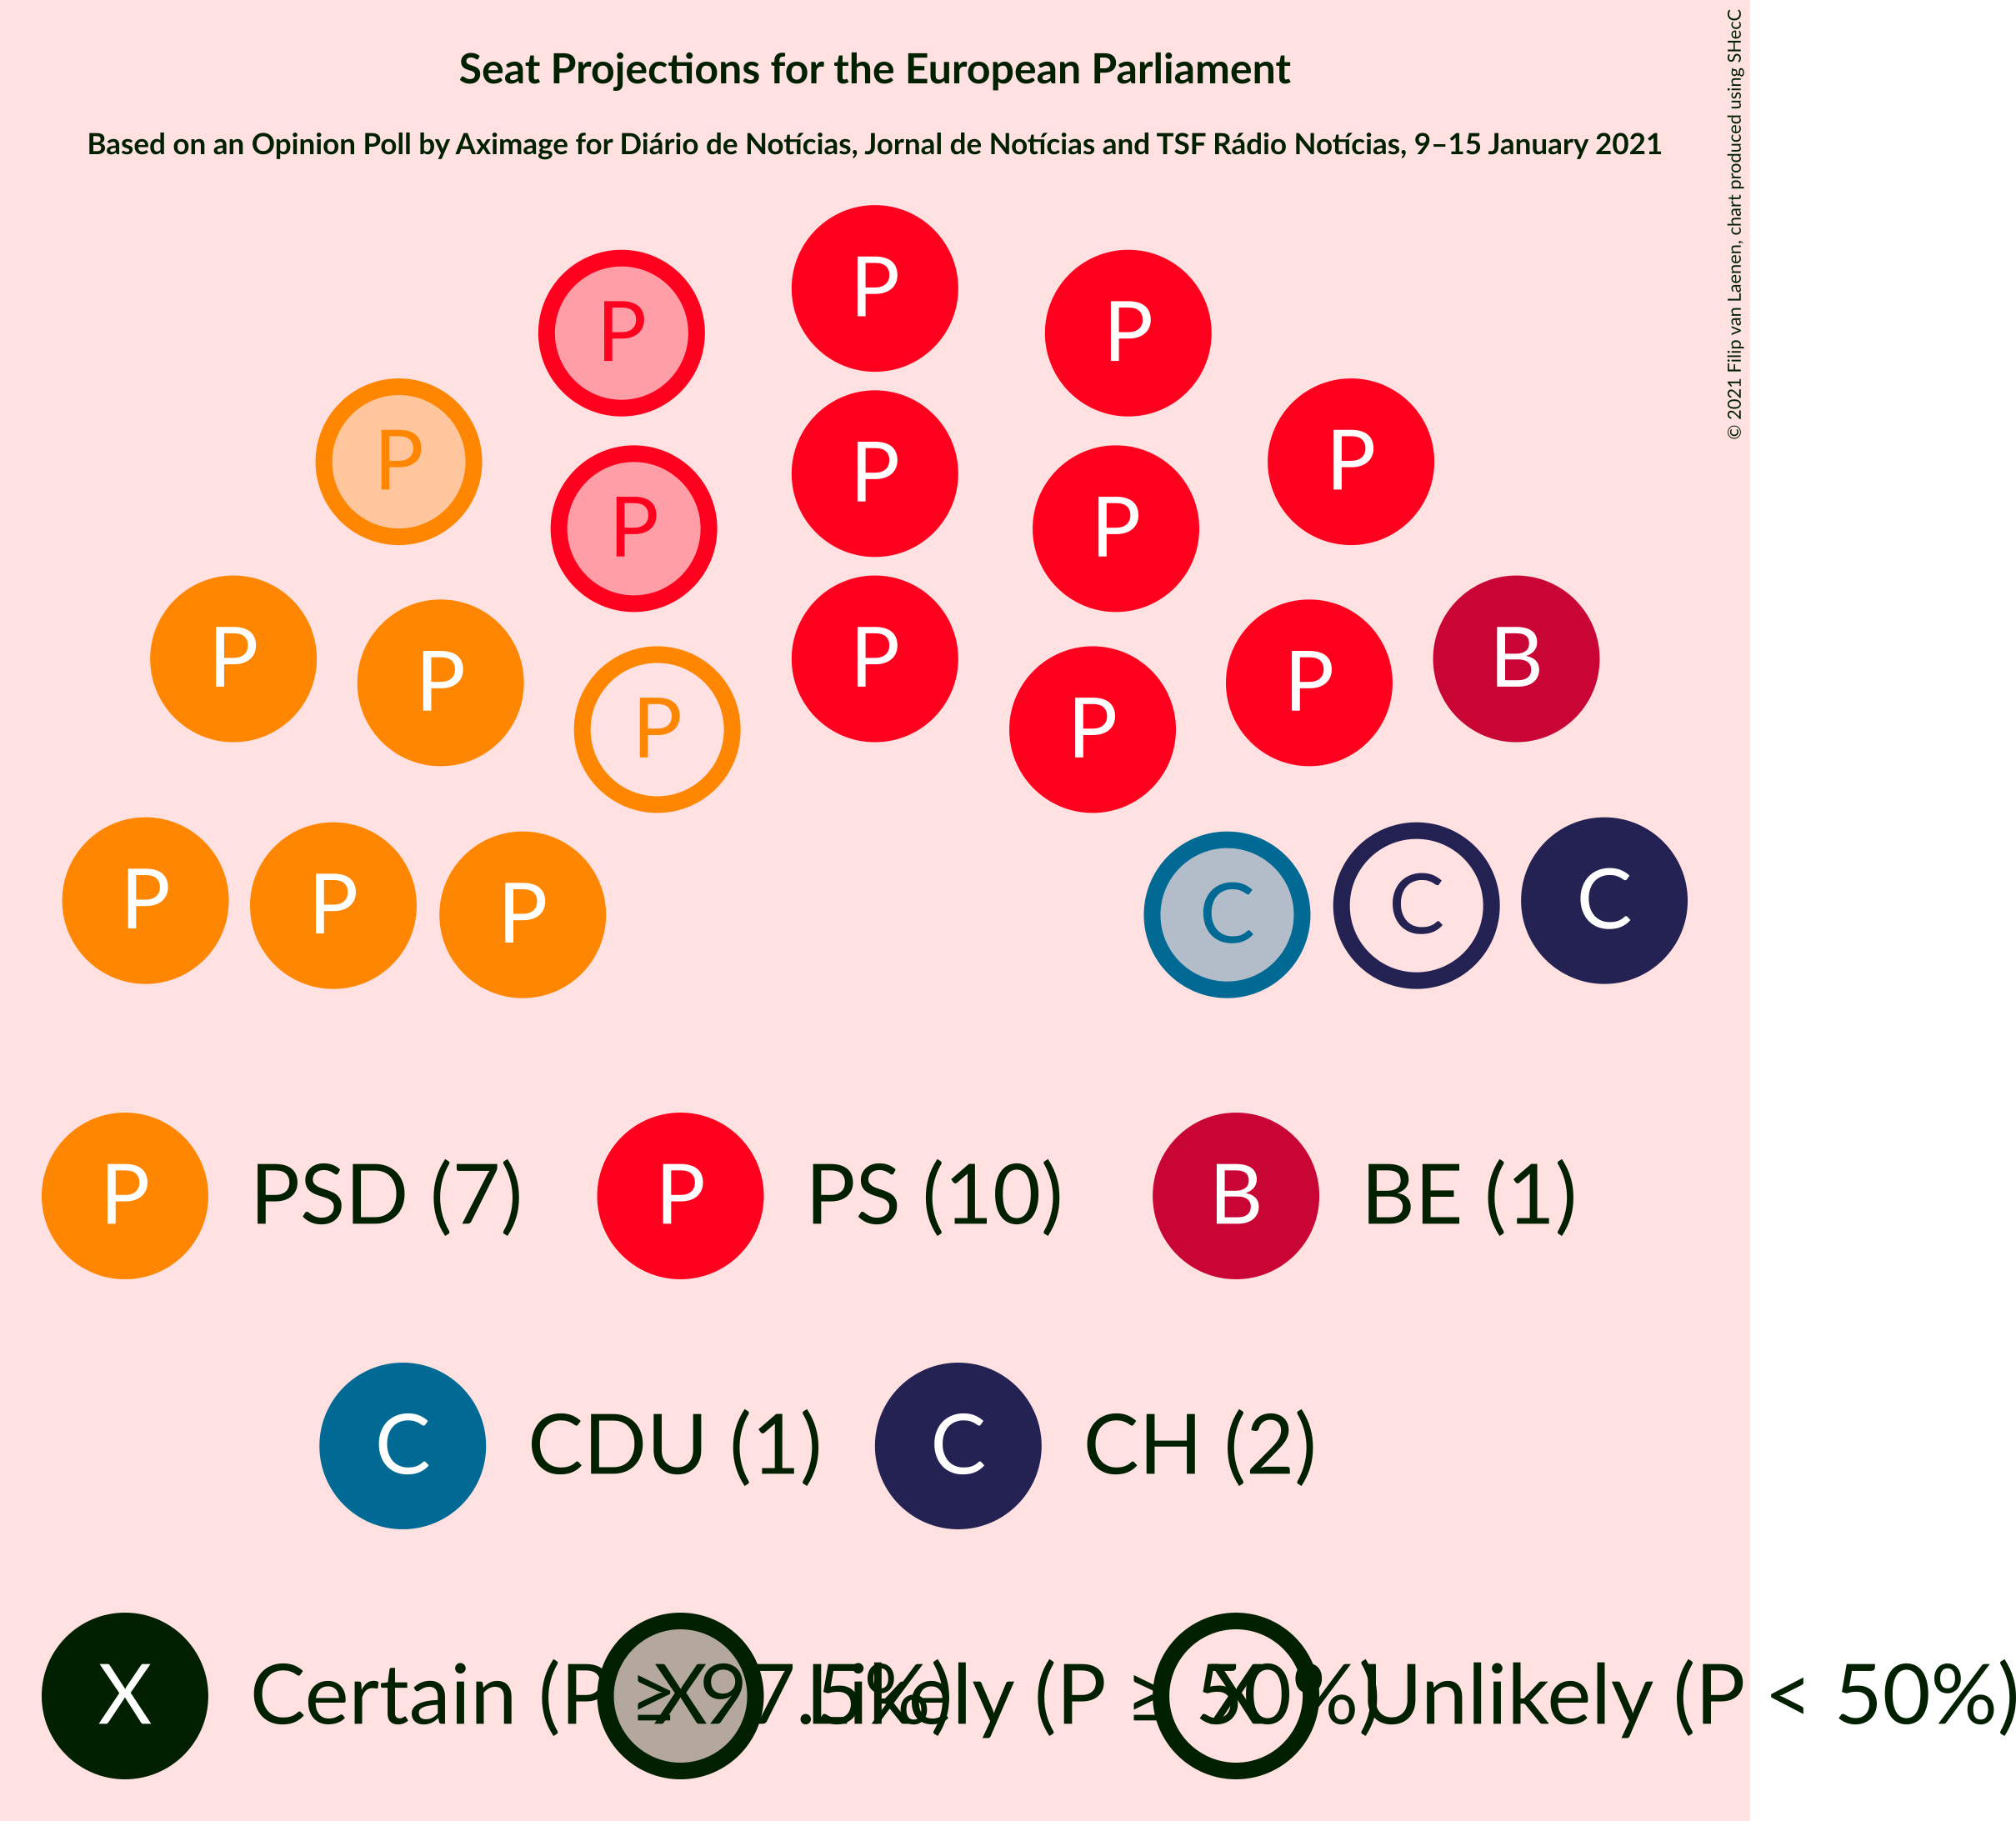 Seat Projections for the European Parliament
Based on an Opinion Poll by Aximage for Diário de Notícias, Jornal de Notícias and TSF Rádio Notícias, 9–15 January 2021
© 2021 Filip van Laenen, chart produced using SHecC
P
P P
P P
P
P P
P P
P P B
P P
P P
P P P C C C
P PSD (7) P PS (10) B BE (1)
C CDU (1) C CH (2)
X Certain (P ≥ 97.5%) X Likely (P ≥ 50%) X Unlikely (P < 50%)